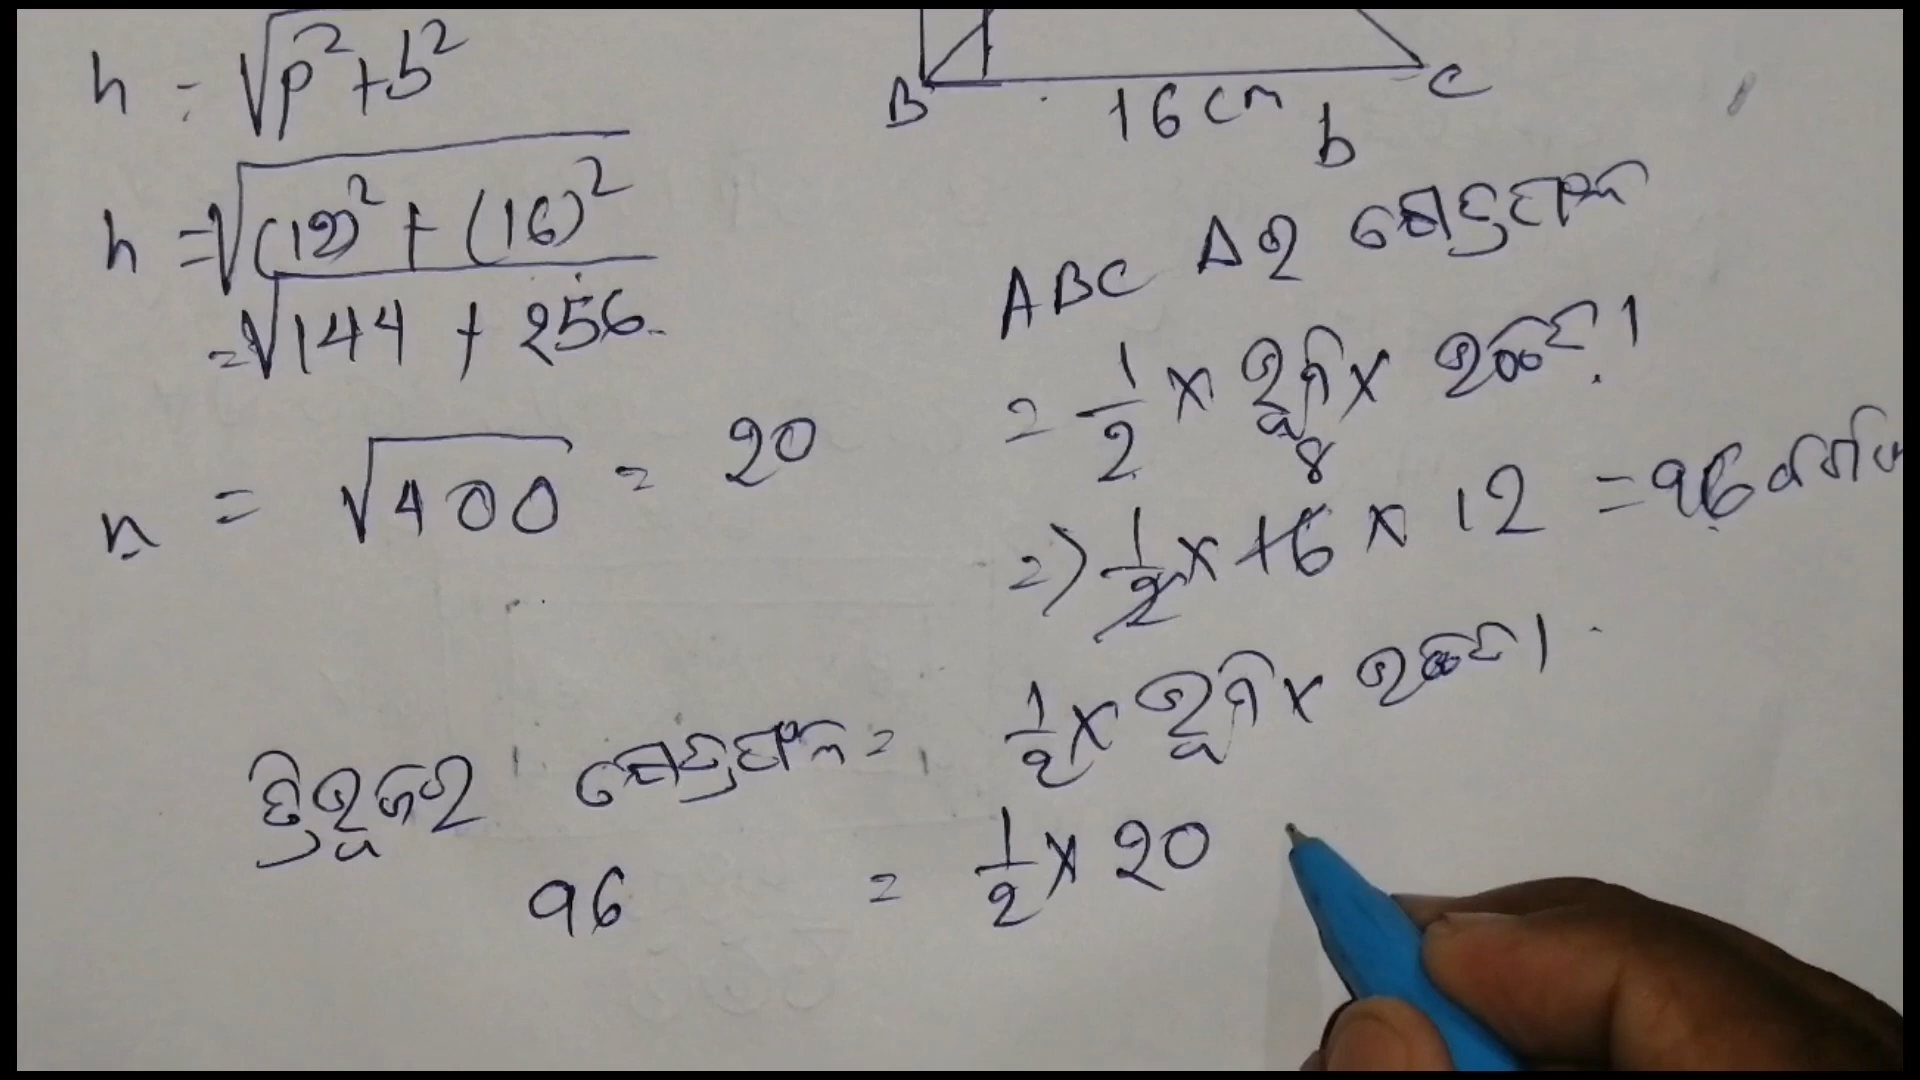 h = √p² + b²
h = √(12)² + (16)²
= √144 + 256
h = √400 = 20
B C
16 cm
b
ABC Δର କ୍ଷେତ୍ରଫଳ
= 1/2 × ଭୂମି × ଉଚ୍ଚତା
8
=> 1/2 × 16 × 12 = 96
ତ୍ରିଭୁଜର କ୍ଷେତ୍ରଫଳ = 1/2 × ଭୂମି × ଉଚ୍ଚତା
96 = 1/2 × 20